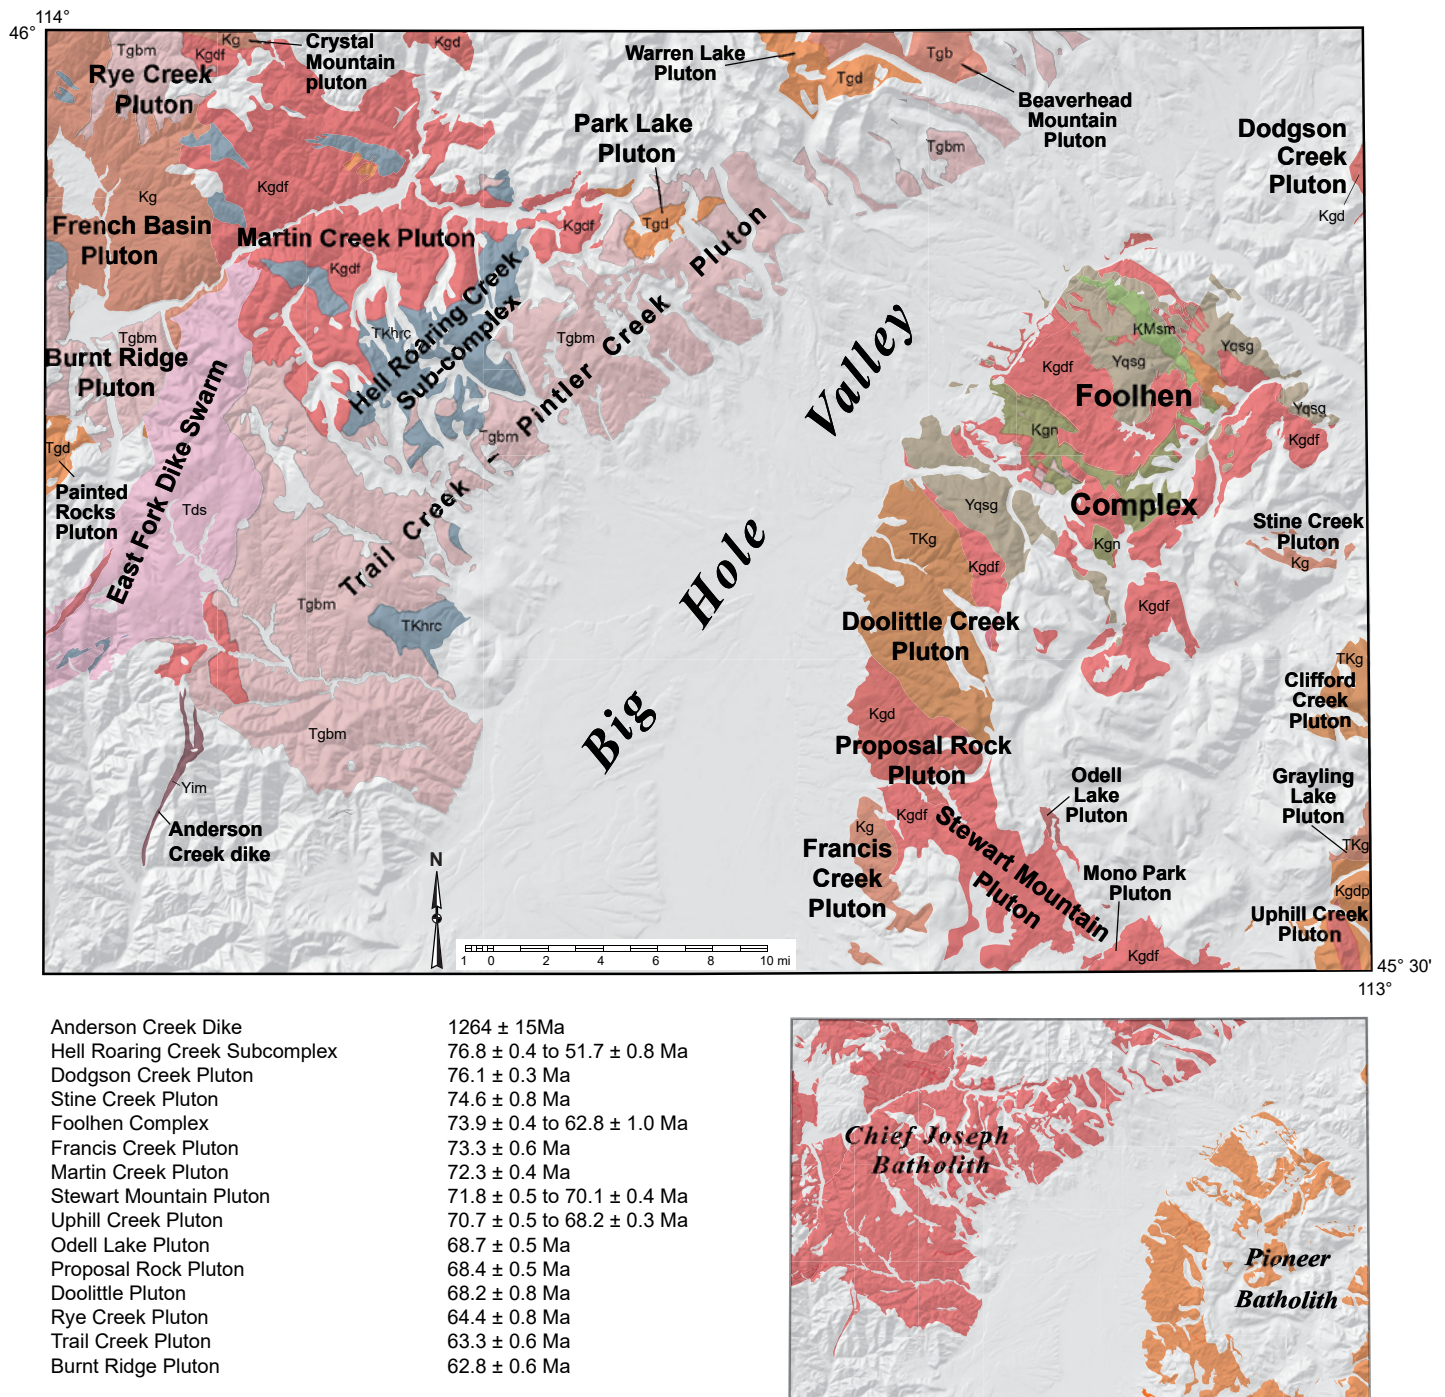 114°
46°
Tgbm
Kg
Kgdf
Crystal
Mountain
pluton
Kgd
Rye Creek
Pluton
Warren Lake
Pluton
Tgd
Tgb
Beaverhead
Mountain
Pluton
Park Lake
Pluton
Tgbm
Dodgson
Creek
Pluton
Kgd
Kgdf
Kg
French Basin
Pluton
Martin Creek Pluton
Kgdf
Kgdf
Tgd
Tgbm
Burnt Ridge
Pluton
TKhrc
Hell Roaring Creek
Sub-complex
Tgbm
Tgbm
Trail Creek - Pintler Creek Pluton
Big Hole Valley
KMsm
Yqsg
Yqsg
Kgdf
Foolhen
Complex
Yqsg
Kgdf
Kgn
Tgd
Painted
Rocks
Pluton
East Fork Dike Swarm
Tds
Yqsg
TKg
Kgdf
Kgn
Stine Creek
Pluton
Kg
Tgbm
TKhrc
Kgdf
Doolittle Creek
Pluton
TKg
Clifford
Creek
Pluton
Kgd
Proposal Rock
Pluton
Tgbm
Yim
Anderson
Creek dike
Odell
Lake
Pluton
Grayling
Lake
Pluton
TKg
Kgdf
Stewart Mountain
Pluton
Kg
Francis
Creek
Pluton
Mono Park
Pluton
Kgdf
Kgdp
Uphill Creek
Pluton
N
1 0 2 4 6 8 10 mi
45° 30'
113°
Anderson Creek Dike 1264 ± 15Ma
Hell Roaring Creek Subcomplex 76.8 ± 0.4 to 51.7 ± 0.8 Ma
Dodgson Creek Pluton 76.1 ± 0.3 Ma
Stine Creek Pluton 74.6 ± 0.8 Ma
Foolhen Complex 73.9 ± 0.4 to 62.8 ± 1.0 Ma
Francis Creek Pluton 73.3 ± 0.6 Ma
Martin Creek Pluton 72.3 ± 0.4 Ma
Stewart Mountain Pluton 71.8 ± 0.5 to 70.1 ± 0.4 Ma
Uphill Creek Pluton 70.7 ± 0.5 to 68.2 ± 0.3 Ma
Odell Lake Pluton 68.7 ± 0.5 Ma
Proposal Rock Pluton 68.4 ± 0.5 Ma
Doolittle Pluton 68.2 ± 0.8 Ma
Rye Creek Pluton 64.4 ± 0.8 Ma
Trail Creek Pluton 63.3 ± 0.6 Ma
Burnt Ridge Pluton 62.8 ± 0.6 Ma
Chief Joseph
Batholith
Pioneer
Batholith